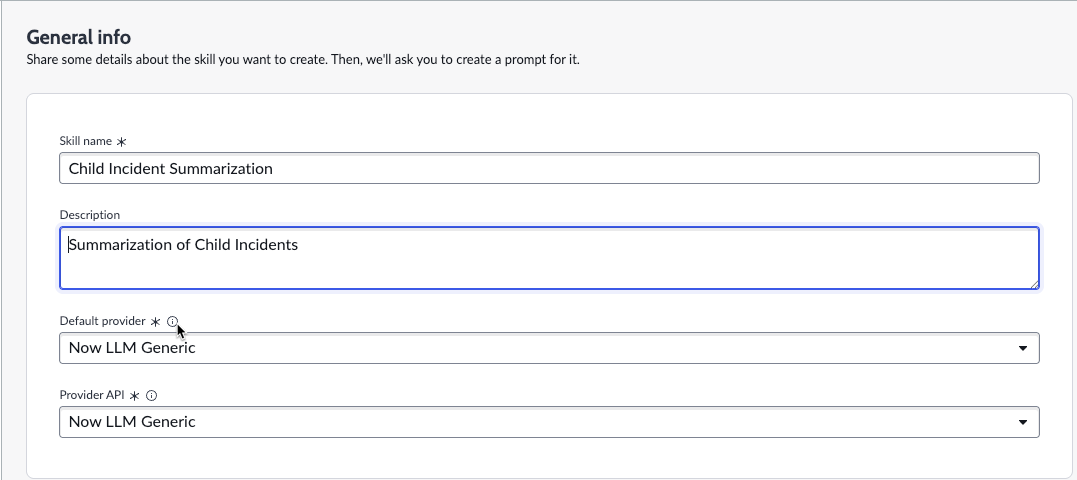 General info
Share some details about the skill you want to create. Then, we'll ask you to create a prompt for it.
Skill name *
Child Incident Summarization
Description
Summarization of Child Incidents
Default provider *
Now LLM Generic
Provider API *
Now LLM Generic